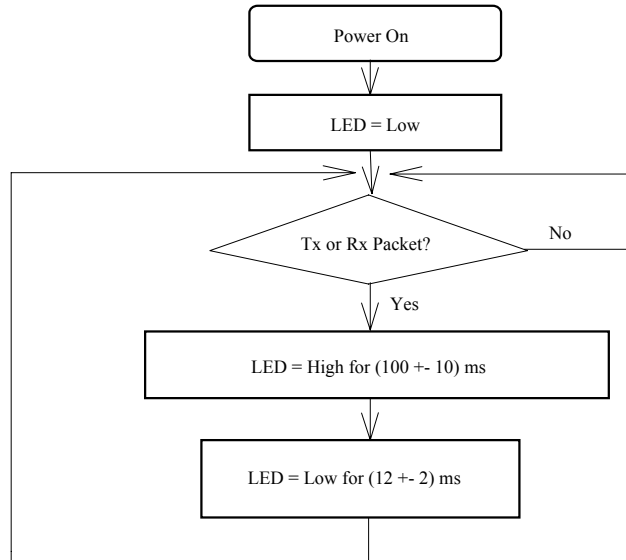 Power On
LED = Low
Tx or Rx Packet?
No
Yes
LED = High for (100 +- 10) ms
LED = Low for (12 +- 2) ms